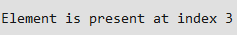 Element is present at index 3